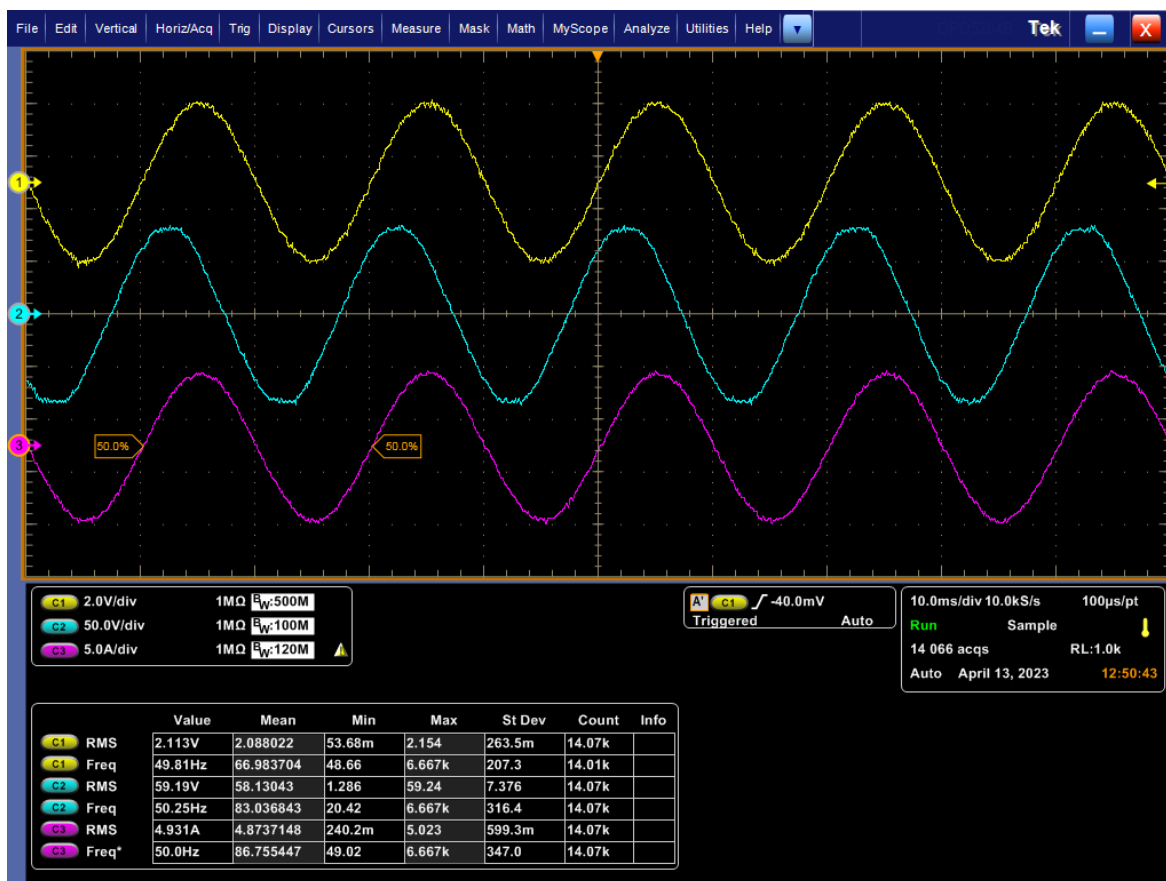 File Edit Vertical Horiz/Acq Trig Display Cursors Measure Mask Math MyScope Analyze Utilities Help Tek X
1
2
3
50.0% 50.0%
C1 2.0V/div 1MΩ BW:500M
C2 50.0V/div 1MΩ BW:100M
C3 5.0A/div 1MΩ BW:120M
A' C1 -40.0mV
Triggered Auto
10.0ms/div 10.0kS/s 100µs/pt
Run Sample
14 066 acqs RL:1.0k
Auto April 13, 2023 12:50:43
Value Mean Min Max St Dev Count Info
C1 RMS 2.113V 2.088022 53.68m 2.154 263.5m 14.07k
C1 Freq 49.81Hz 66.983704 48.66 6.667k 207.3 14.01k
C2 RMS 59.19V 58.13043 1.286 59.24 7.376 14.07k
C2 Freq 50.25Hz 83.036843 20.42 6.667k 316.4 14.07k
C3 RMS 4.931A 4.8737148 240.2m 5.023 599.3m 14.07k
C3 Freq* 50.0Hz 86.755447 49.02 6.667k 347.0 14.07k